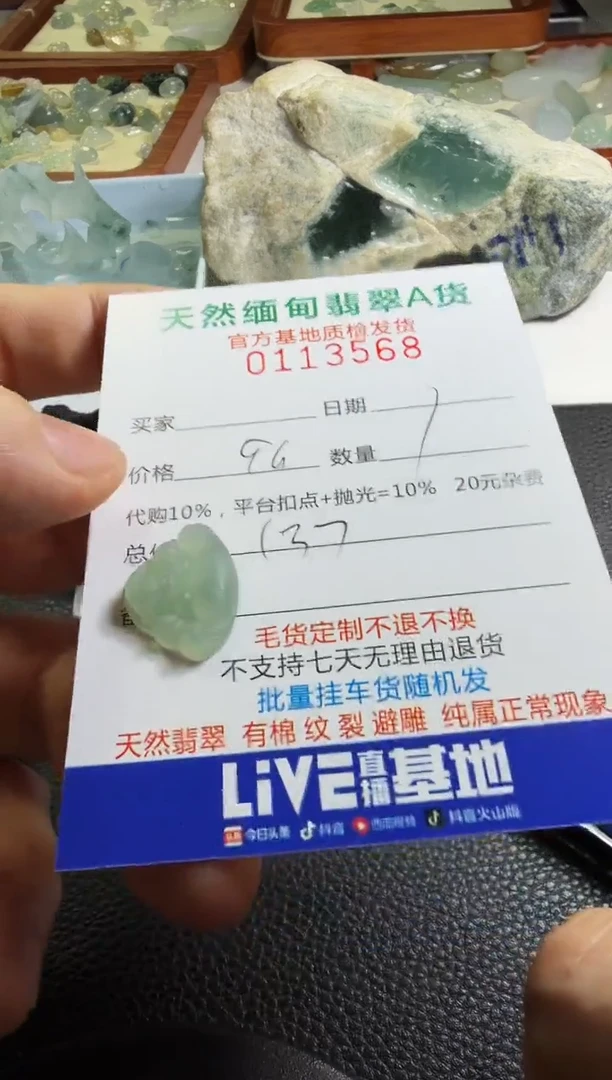 天然缅甸翡翠A货
官方基地质检发货
0113568
买家 日期
价格 96 数量 1
代购10%，平台扣点+抛光=10% 20元杂费
总 137
毛货定制不退不换
不支持七天无理由退货
批量挂车货随机发
天然翡翠 有棉纹裂避雕 纯属正常现象
LiVE直播基地
今日头条 抖音 西瓜视频 抖音火山版